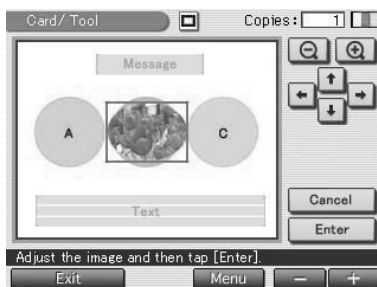 Card/Tool Copies: 1
Message
A C
Text
Cancel
Enter
Adjust the image and then tap [Enter].
Exit Menu − +